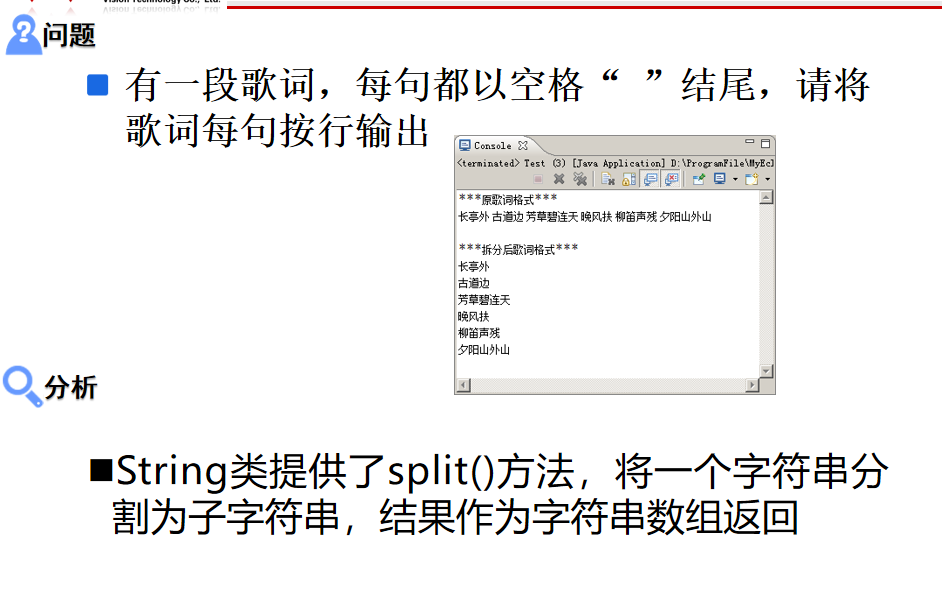 Vision Technology Co., Ltd.
问题
有一段歌词，每句都以空格“ ”结尾，请将
歌词每句按行输出
Console
<terminated> Test (3) [Java Application] D:\ProgramFile\MyEc
***原歌词格式***
长亭外 古道边 芳草碧连天 晚风扶 柳笛声残 夕阳山外山
***拆分后歌词格式***
长亭外
古道边
芳草碧连天
晚风扶
柳笛声残
夕阳山外山
分析
String类提供了split()方法，将一个字符串分
割为子字符串，结果作为字符串数组返回